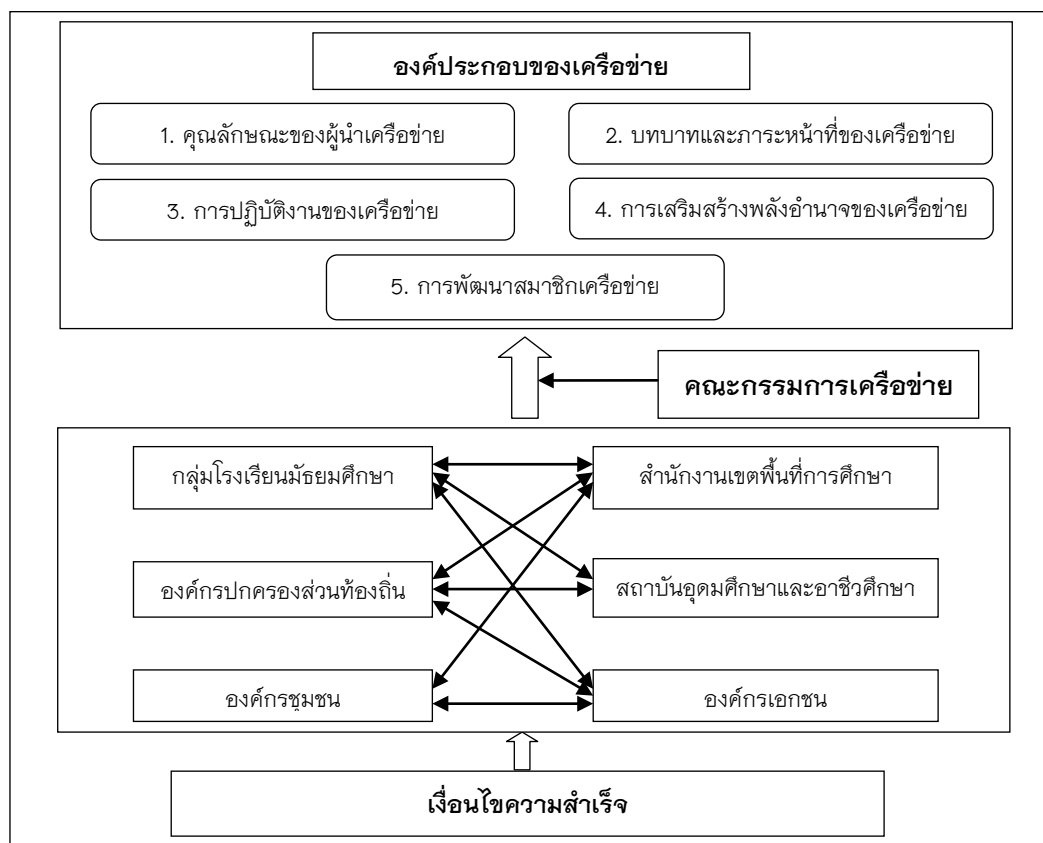 องค์ประกอบของเครือข่าย
1. คุณลักษณะของผู้นำเครือข่าย
2. บทบาทและภาระหน้าที่ของเครือข่าย
3. การปฏิบัติงานของเครือข่าย
4. การเสริมสร้างพลังอำนาจของเครือข่าย
5. การพัฒนาสมาชิกเครือข่าย
คณะกรรมการเครือข่าย
กลุ่มโรงเรียนมัธยมศึกษา
สำนักงานเขตพื้นที่การศึกษา
องค์กรปกครองส่วนท้องถิ่น
สถาบันอุดมศึกษาและอาชีวศึกษา
องค์กรชุมชน
องค์กรเอกชน
เงื่อนไขความสำเร็จ